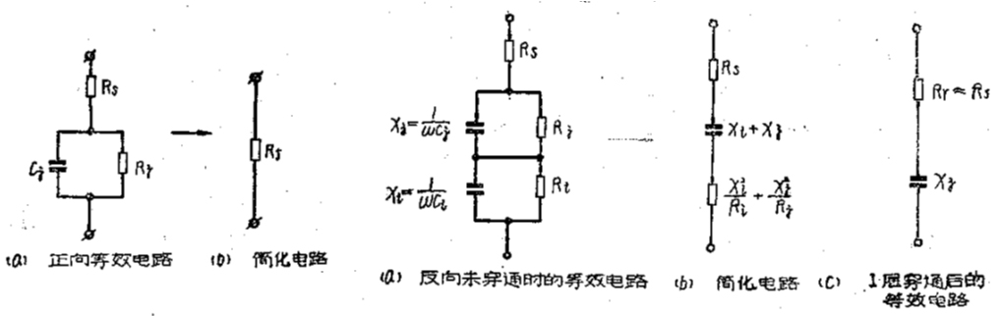 Rs
Cj
Rj
(a) 正向等效电路
Rf
(b) 简化电路
Rs
Xj=1/ωCj
Rj
Xi=1/ωCi
Ri
(a) 反向未穿通时的等效电路
Rs
Xi+Xj
Xi²/Ri + Xj²/Rj
(b) 简化电路
Rr≈Rs
Xj
(c) I层穿通后的
等效电路